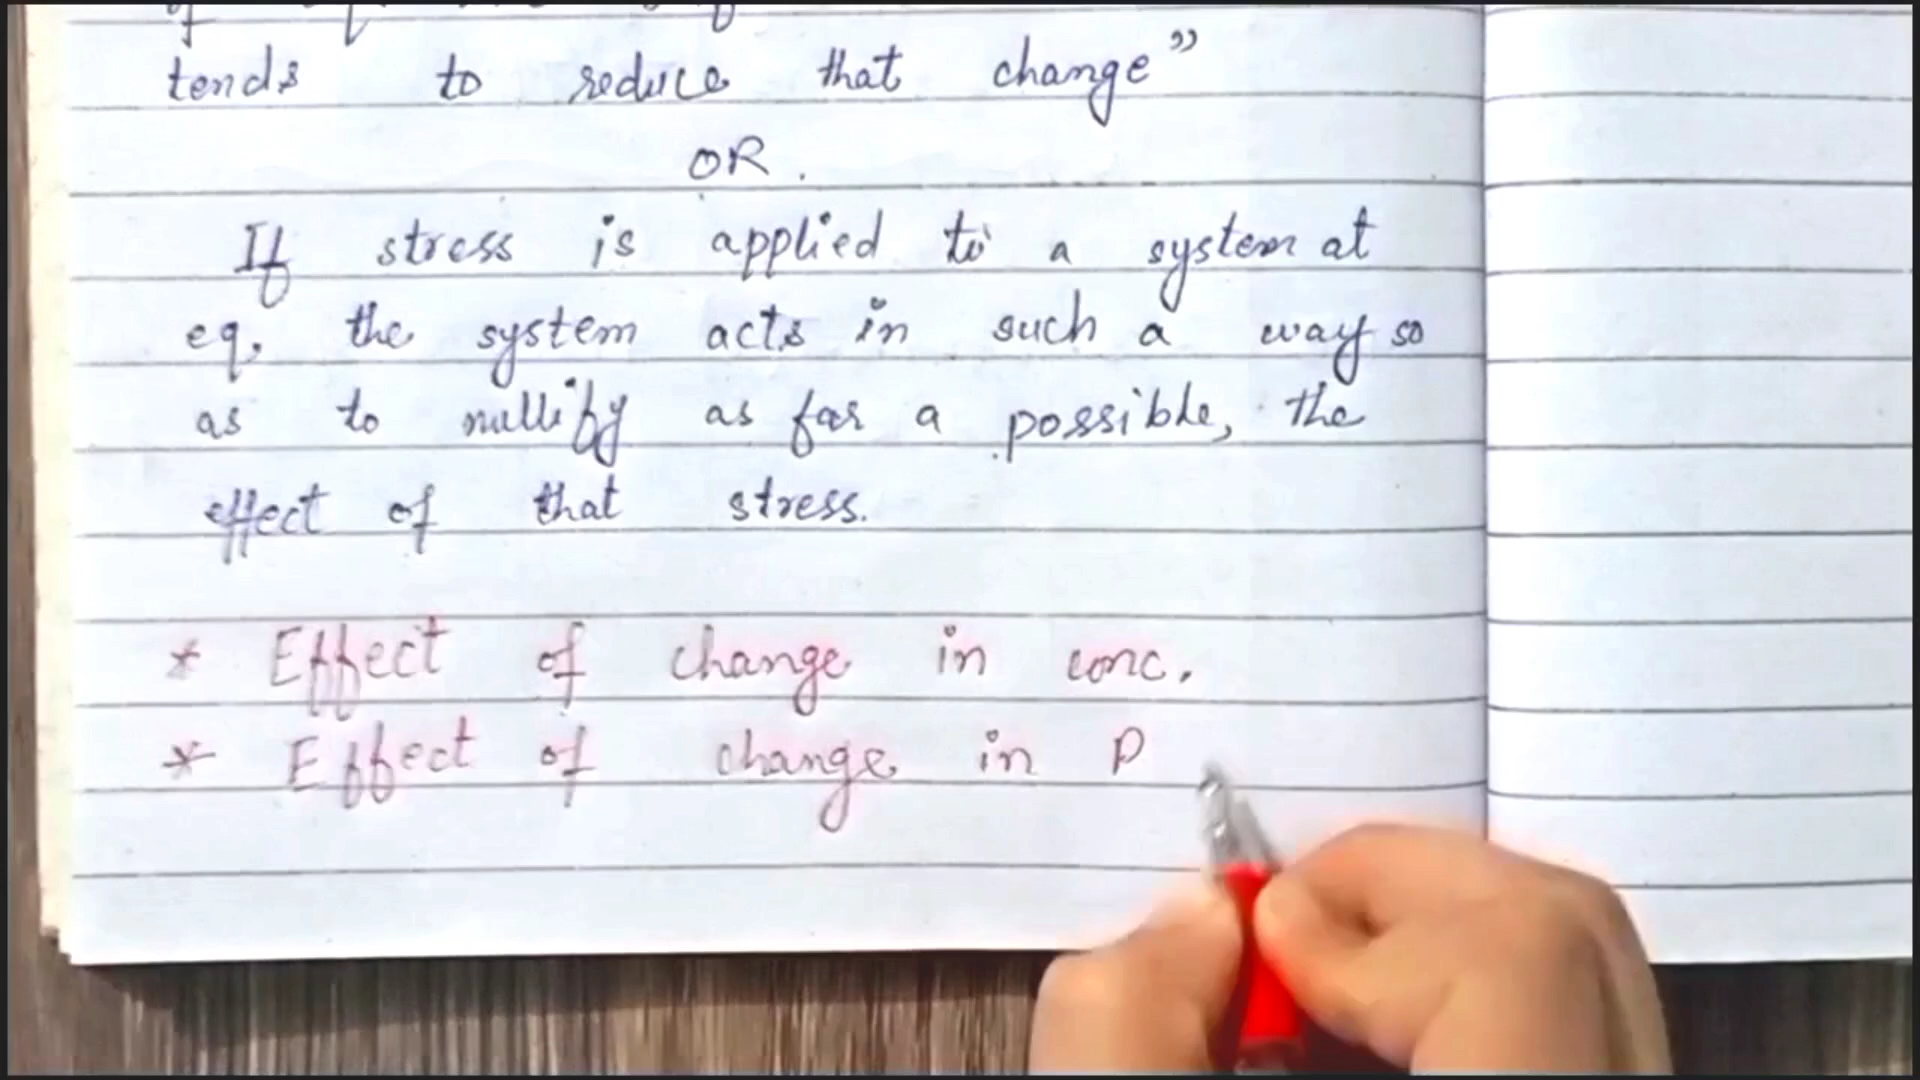 tends to reduce that change"
OR.
If stress is applied to a system at
eq, the system acts in such a way so
as to nullify as far a possible, the
effect of that stress.
* Effect of change in conc.
* Effect of change in P